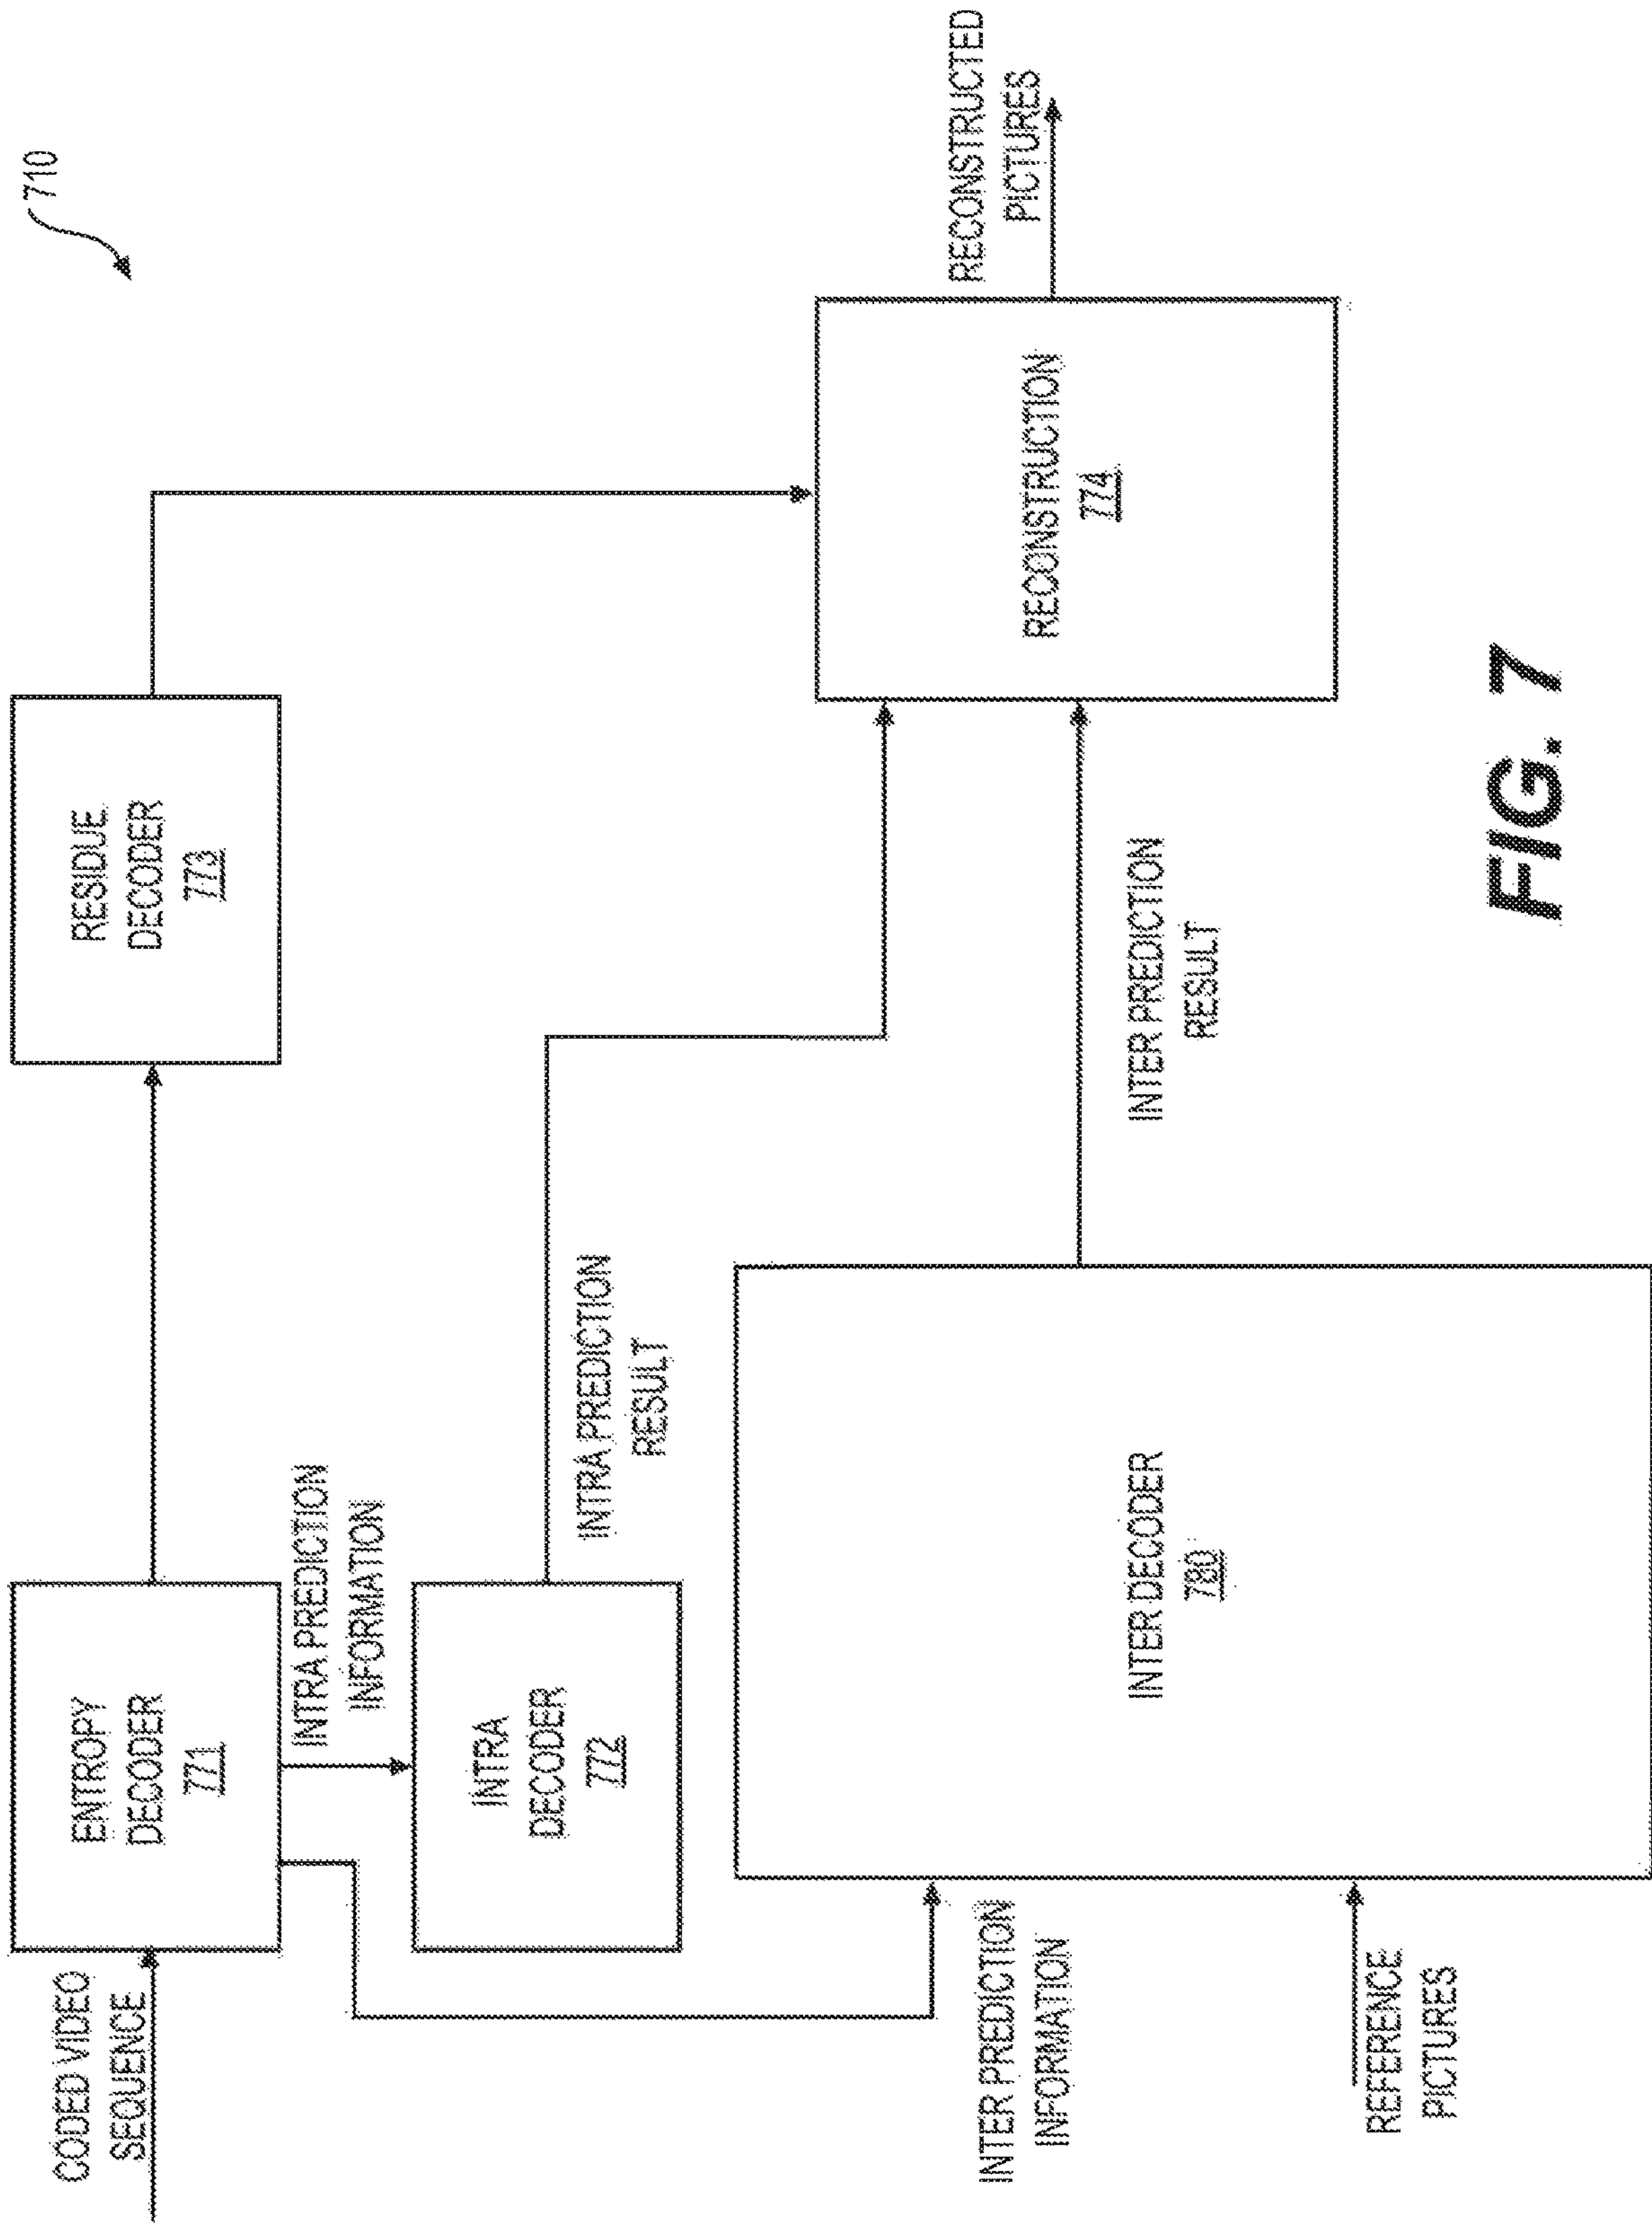 710
CODED VIDEO
SEQUENCE
ENTROPY
DECODER
771
RESIDUE
DECODER
773
INTRA PREDICTION
INFORMATION
INTRA
DECODER
772
INTRA PREDICTION
RESULT
RECONSTRUCTED
PICTURES
RECONSTRUCTION
774
INTER PREDICTION
INFORMATION
INTER DECODER
780
INTER PREDICTION
RESULT
REFERENCE
PICTURES
FIG. 7